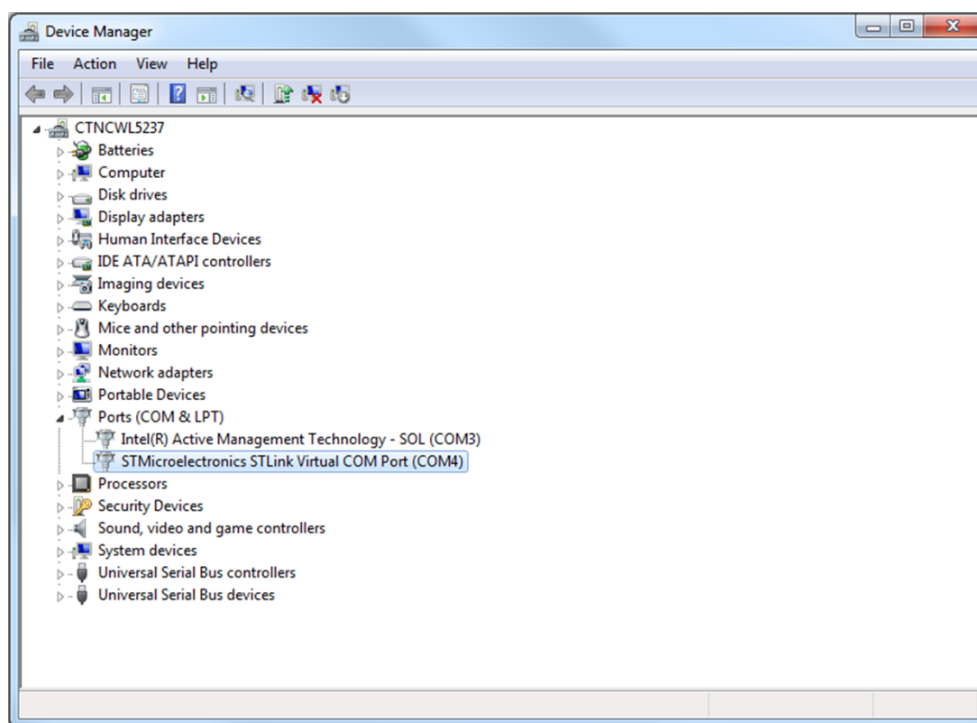 Device Manager
File Action View Help
CTNCWL5237
Batteries
Computer
Disk drives
Display adapters
Human Interface Devices
IDE ATA/ATAPI controllers
Imaging devices
Keyboards
Mice and other pointing devices
Monitors
Network adapters
Portable Devices
Ports (COM & LPT)
Intel(R) Active Management Technology - SOL (COM3)
STMicroelectronics STLink Virtual COM Port (COM4)
Processors
Security Devices
Sound, video and game controllers
System devices
Universal Serial Bus controllers
Universal Serial Bus devices